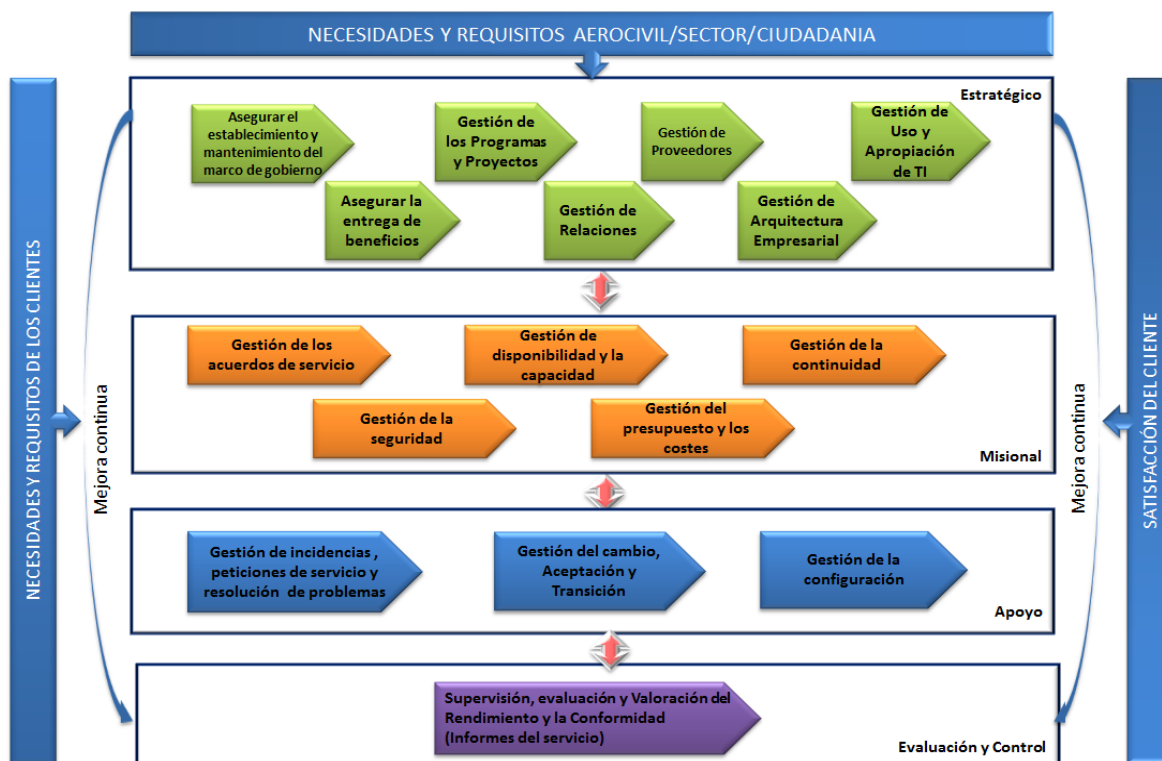 NECESIDADES Y REQUISITOS AEROCIVIL/SECTOR/CIUDADANIA
NECESIDADES Y REQUISITOS DE LOS CLIENTES
Mejora continua
Estratégico
Asegurar el
establecimiento y
mantenimiento del
marco de gobierno
Gestión de
los Programas
y Proyectos
Gestión de
Proveedores
Gestión de
Uso y
Apropiación
de TI
Asegurar la
entrega de
beneficios
Gestión de
Relaciones
Gestión de
Arquitectura
Empresarial
Gestión de los
acuerdos de servicio
Gestión de
disponibilidad y la
capacidad
Gestión de la
continuidad
Gestión de la
seguridad
Gestión del
presupuesto y los
costes
Misional
Gestión de incidencias ,
peticiones de servicio y
resolución de problemas
Gestión del cambio,
Aceptación y
Transición
Gestión de la
configuración
Apoyo
Supervisión, evaluación y Valoración del
Rendimiento y la Conformidad
(Informes del servicio)
Evaluación y Control
Mejora continua
SATISFACCIÓN DEL CLIENTE